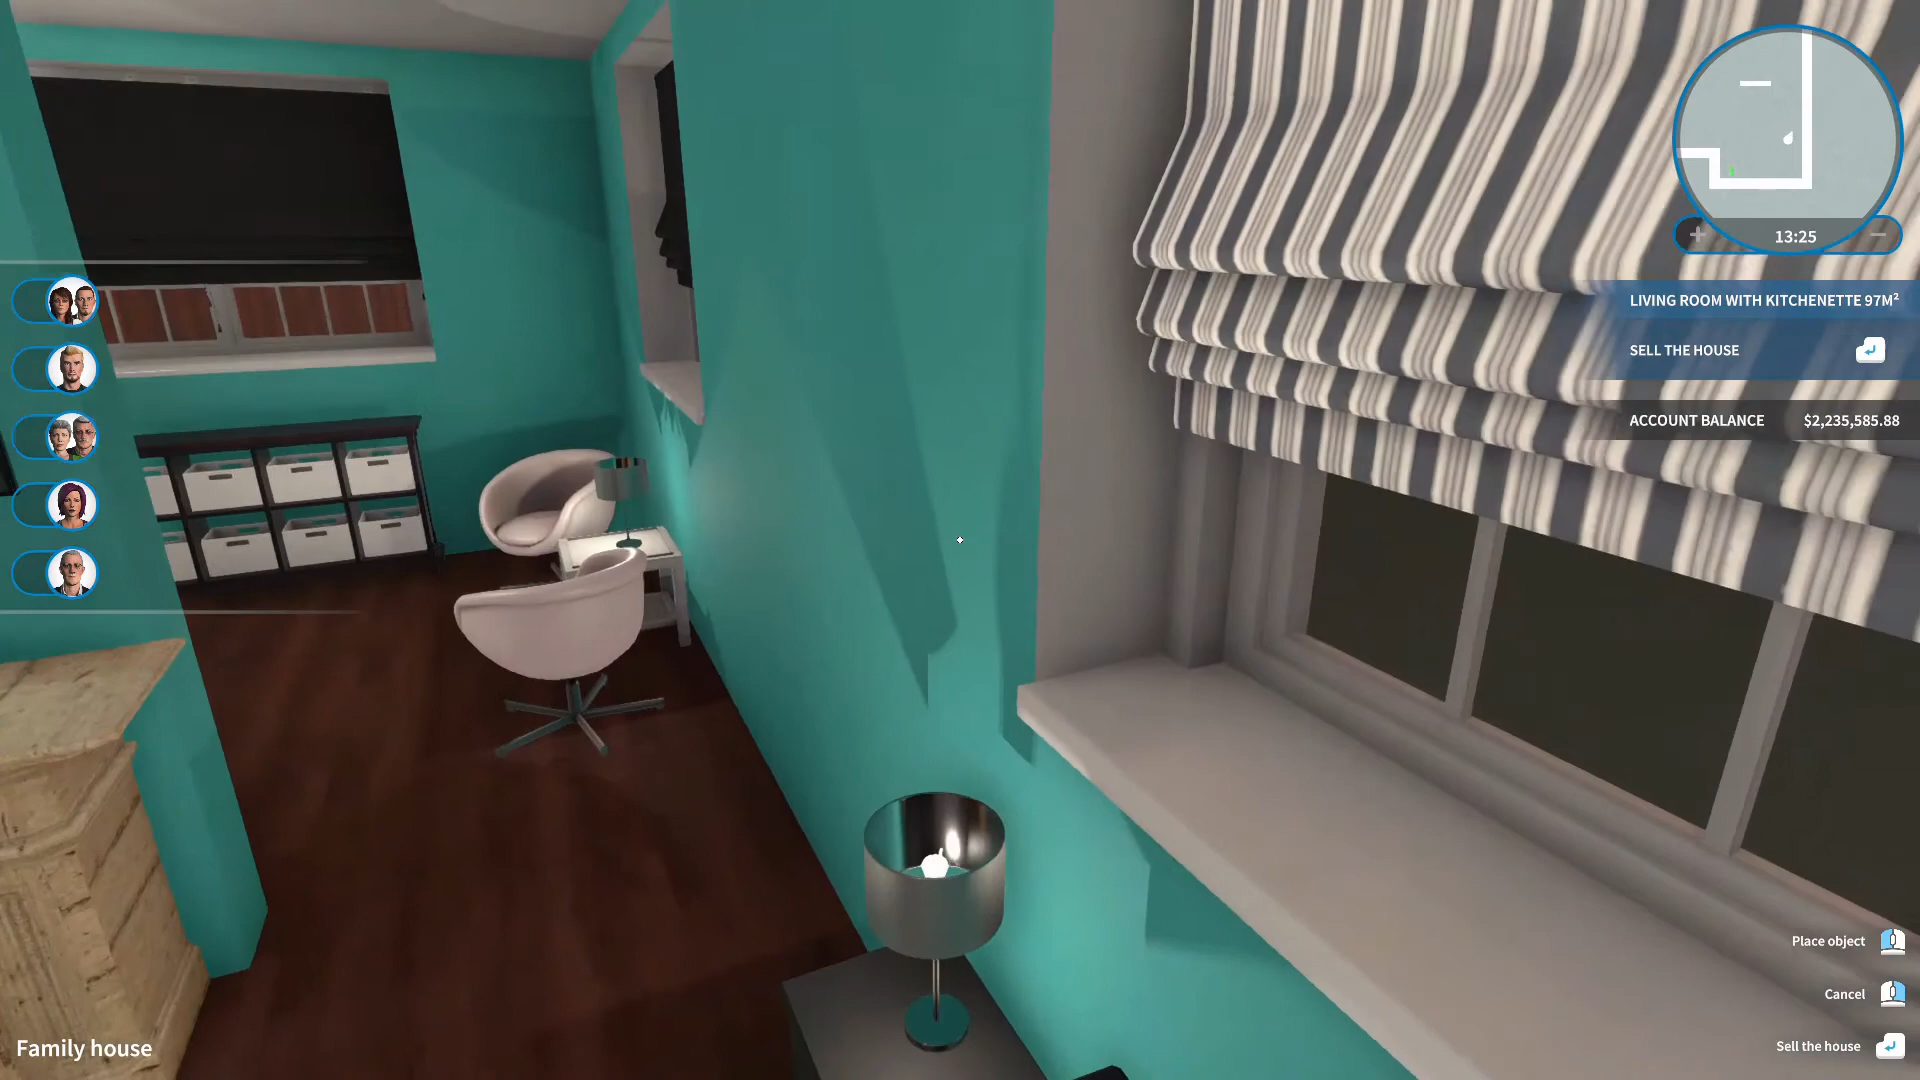 13:25
LIVING ROOM WITH KITCHENETTE 97M²
SELL THE HOUSE
ACCOUNT BALANCE $2,235,585.88
Place object
Cancel
Sell the house
Family house